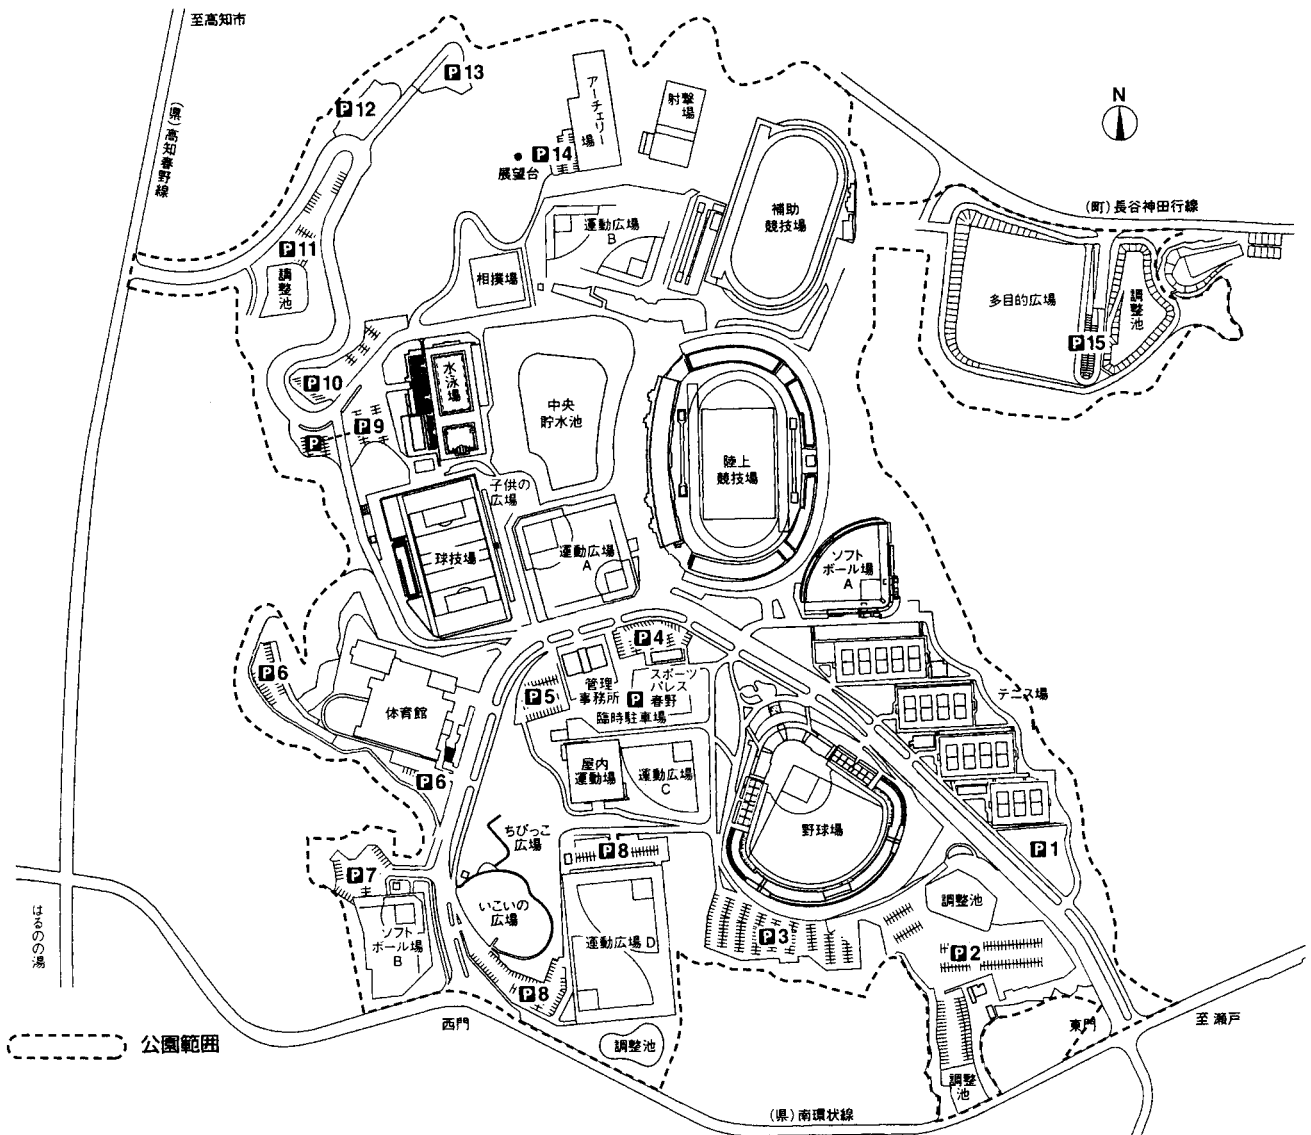 至高知市
P13
P12
アーチェリー場
射撃場
N
(県)高知春野線
P14
展望台
補助
競技場
(町)長谷神田行線
運動広場
B
P11
調整池
相撲場
多目的広場
調整池
P15
P10
水泳場
中央
貯水池
P9
P
陸上
競技場
子供の
広場
球技場
運動広場
A
ソフト
ボール場
A
P4
P6
管理
事務所
スポーツ
パレス
春野
P
臨時駐車場
P5
テニス場
体育館
P6
屋内
運動場
運動広場
C
野球場
ちびっこ
広場
P8
P1
P7
いこいの
広場
調整池
はるのの湯
ソフト
ボール場
B
運動広場 D
P3
P2
P8
西門
東門
至 瀬戸
公園範囲
調整池
調整池
(県)南環状線